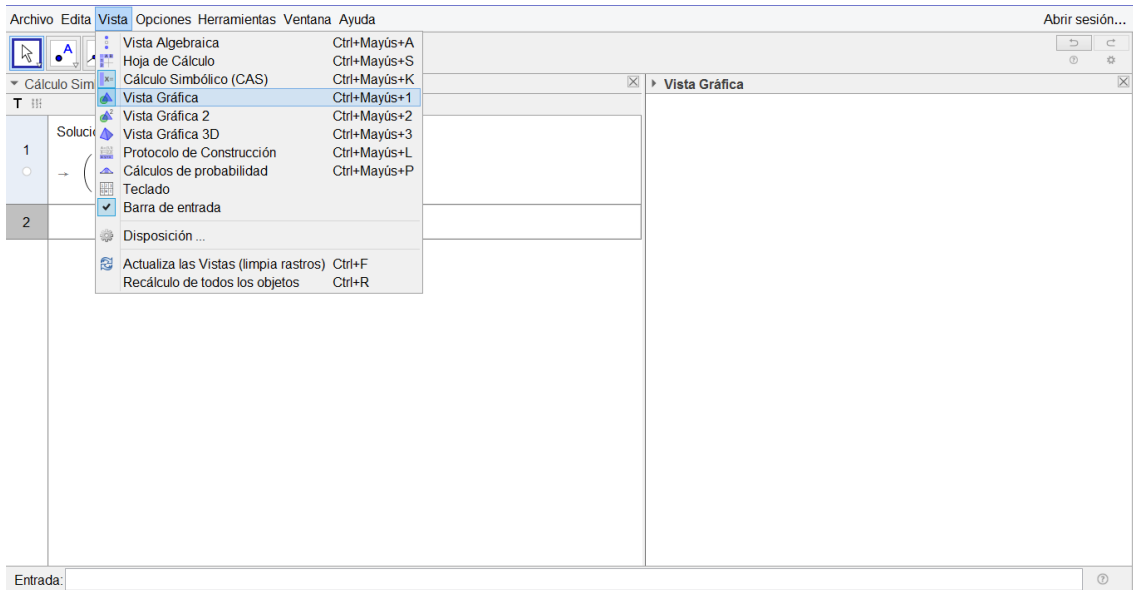 Archivo Edita Vista Opciones Herramientas Ventana Ayuda Abrir sesión...
Vista Algebraica Ctrl+Mayús+A
Hoja de Cálculo Ctrl+Mayús+S
Cálculo Simbólico (CAS) Ctrl+Mayús+K
Vista Gráfica Ctrl+Mayús+1
Vista Gráfica 2 Ctrl+Mayús+2
Vista Gráfica 3D Ctrl+Mayús+3
Protocolo de Construcción Ctrl+Mayús+L
Cálculos de probabilidad Ctrl+Mayús+P
Teclado
Barra de entrada
Disposición ...
Actualiza las Vistas (limpia rastros) Ctrl+F
Recálculo de todos los objetos Ctrl+R
A
Cálculo Sim
T
1
Soluci
→ (
2
Vista Gráfica
Entrada: